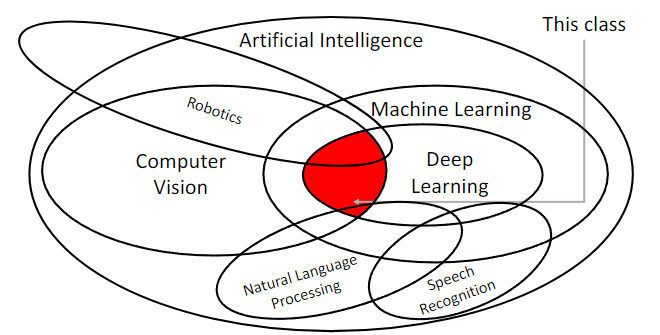 This class
Artificial Intelligence
Robotics
Machine Learning
Computer
Vision
Deep
Learning
Natural Language
Processing
Speech
Recognition